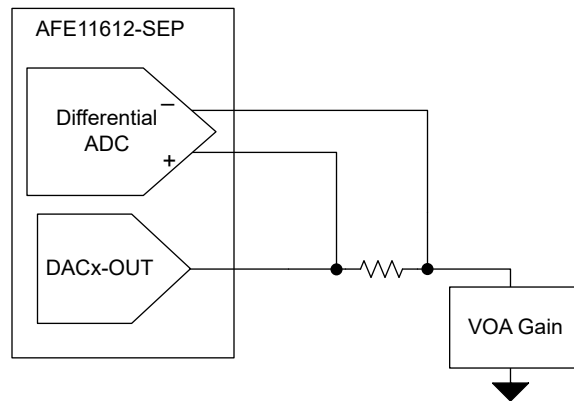 AFE11612-SEP
Differential
ADC
−
+
DACx-OUT
VOA Gain